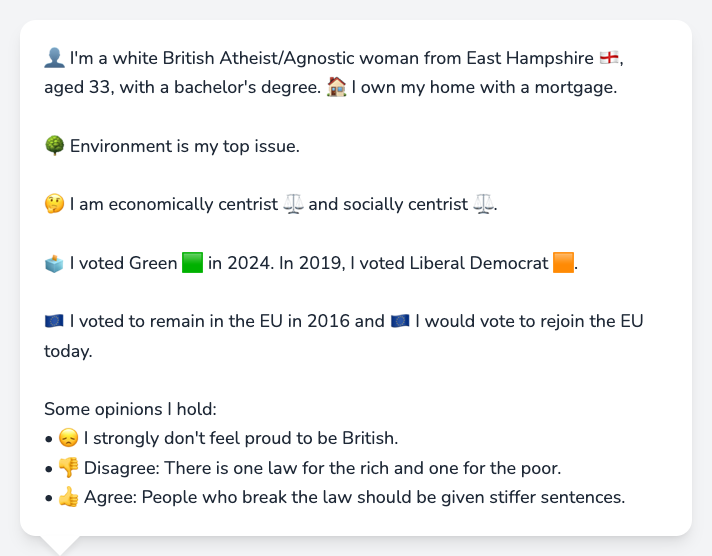 👤 I'm a white British Atheist/Agnostic woman from East Hampshire 🏴󠁧󠁢󠁥󠁮󠁧󠁿,
aged 33, with a bachelor's degree. 🏠 I own my home with a mortgage.
🌳 Environment is my top issue.
🤔 I am economically centrist ⚖️ and socially centrist ⚖️.
🗳️ I voted Green 🟩 in 2024. In 2019, I voted Liberal Democrat 🟧.
🇪🇺 I voted to remain in the EU in 2016 and 🇪🇺 I would vote to rejoin the EU
today.
Some opinions I hold:
• 😞 I strongly don't feel proud to be British.
• 👎 Disagree: There is one law for the rich and one for the poor.
• 👍 Agree: People who break the law should be given stiffer sentences.